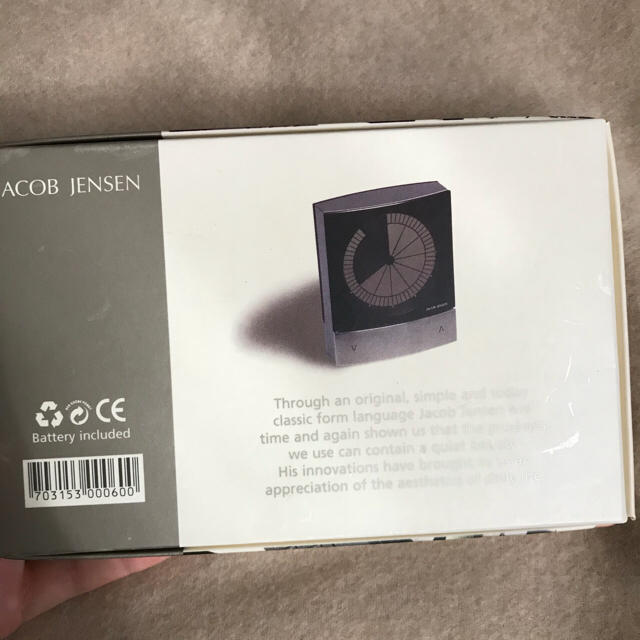 ACOB JENSEN
JACOB JENSEN
V
Λ
Through an original, simple and
classic form language Jacob Jensen
time and again shown us that the
we use can contain a quiet
His innovations have brought
appreciation of the aesthetics of
CE
Battery included
703153 000600